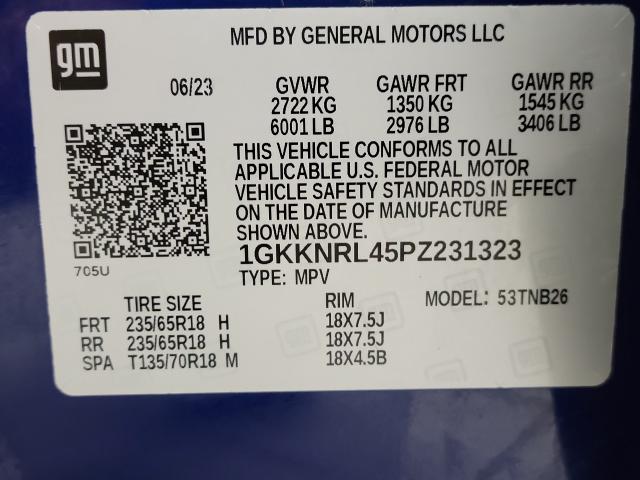 gm
MFD BY GENERAL MOTORS LLC
06/23 GVWR GAWR FRT GAWR RR
2722 KG 1350 KG 1545 KG
6001 LB 2976 LB 3406 LB
THIS VEHICLE CONFORMS TO ALL
APPLICABLE U.S. FEDERAL MOTOR
VEHICLE SAFETY STANDARDS IN EFFECT
ON THE DATE OF MANUFACTURE
SHOWN ABOVE.
705U
1GKKNRL45PZ231323
TYPE: MPV
TIRE SIZE RIM MODEL: 53TNB26
FRT 235/65R18 H 18X7.5J
RR 235/65R18 H 18X7.5J
SPA T135/70R18 M 18X4.5B